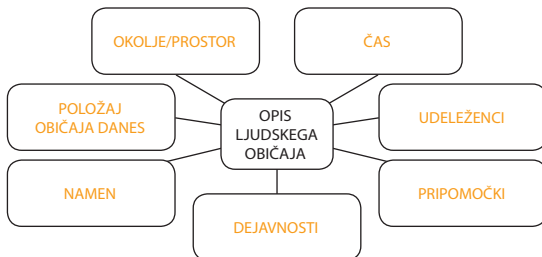 OKOLJE/PROSTOR
ČAS
POLOŽAJ
OBIČAJA DANES
OPIS
LJUDSKEGA
OBIČAJA
UDELEŽENCI
NAMEN
PRIPOMOČKI
DEJAVNOSTI